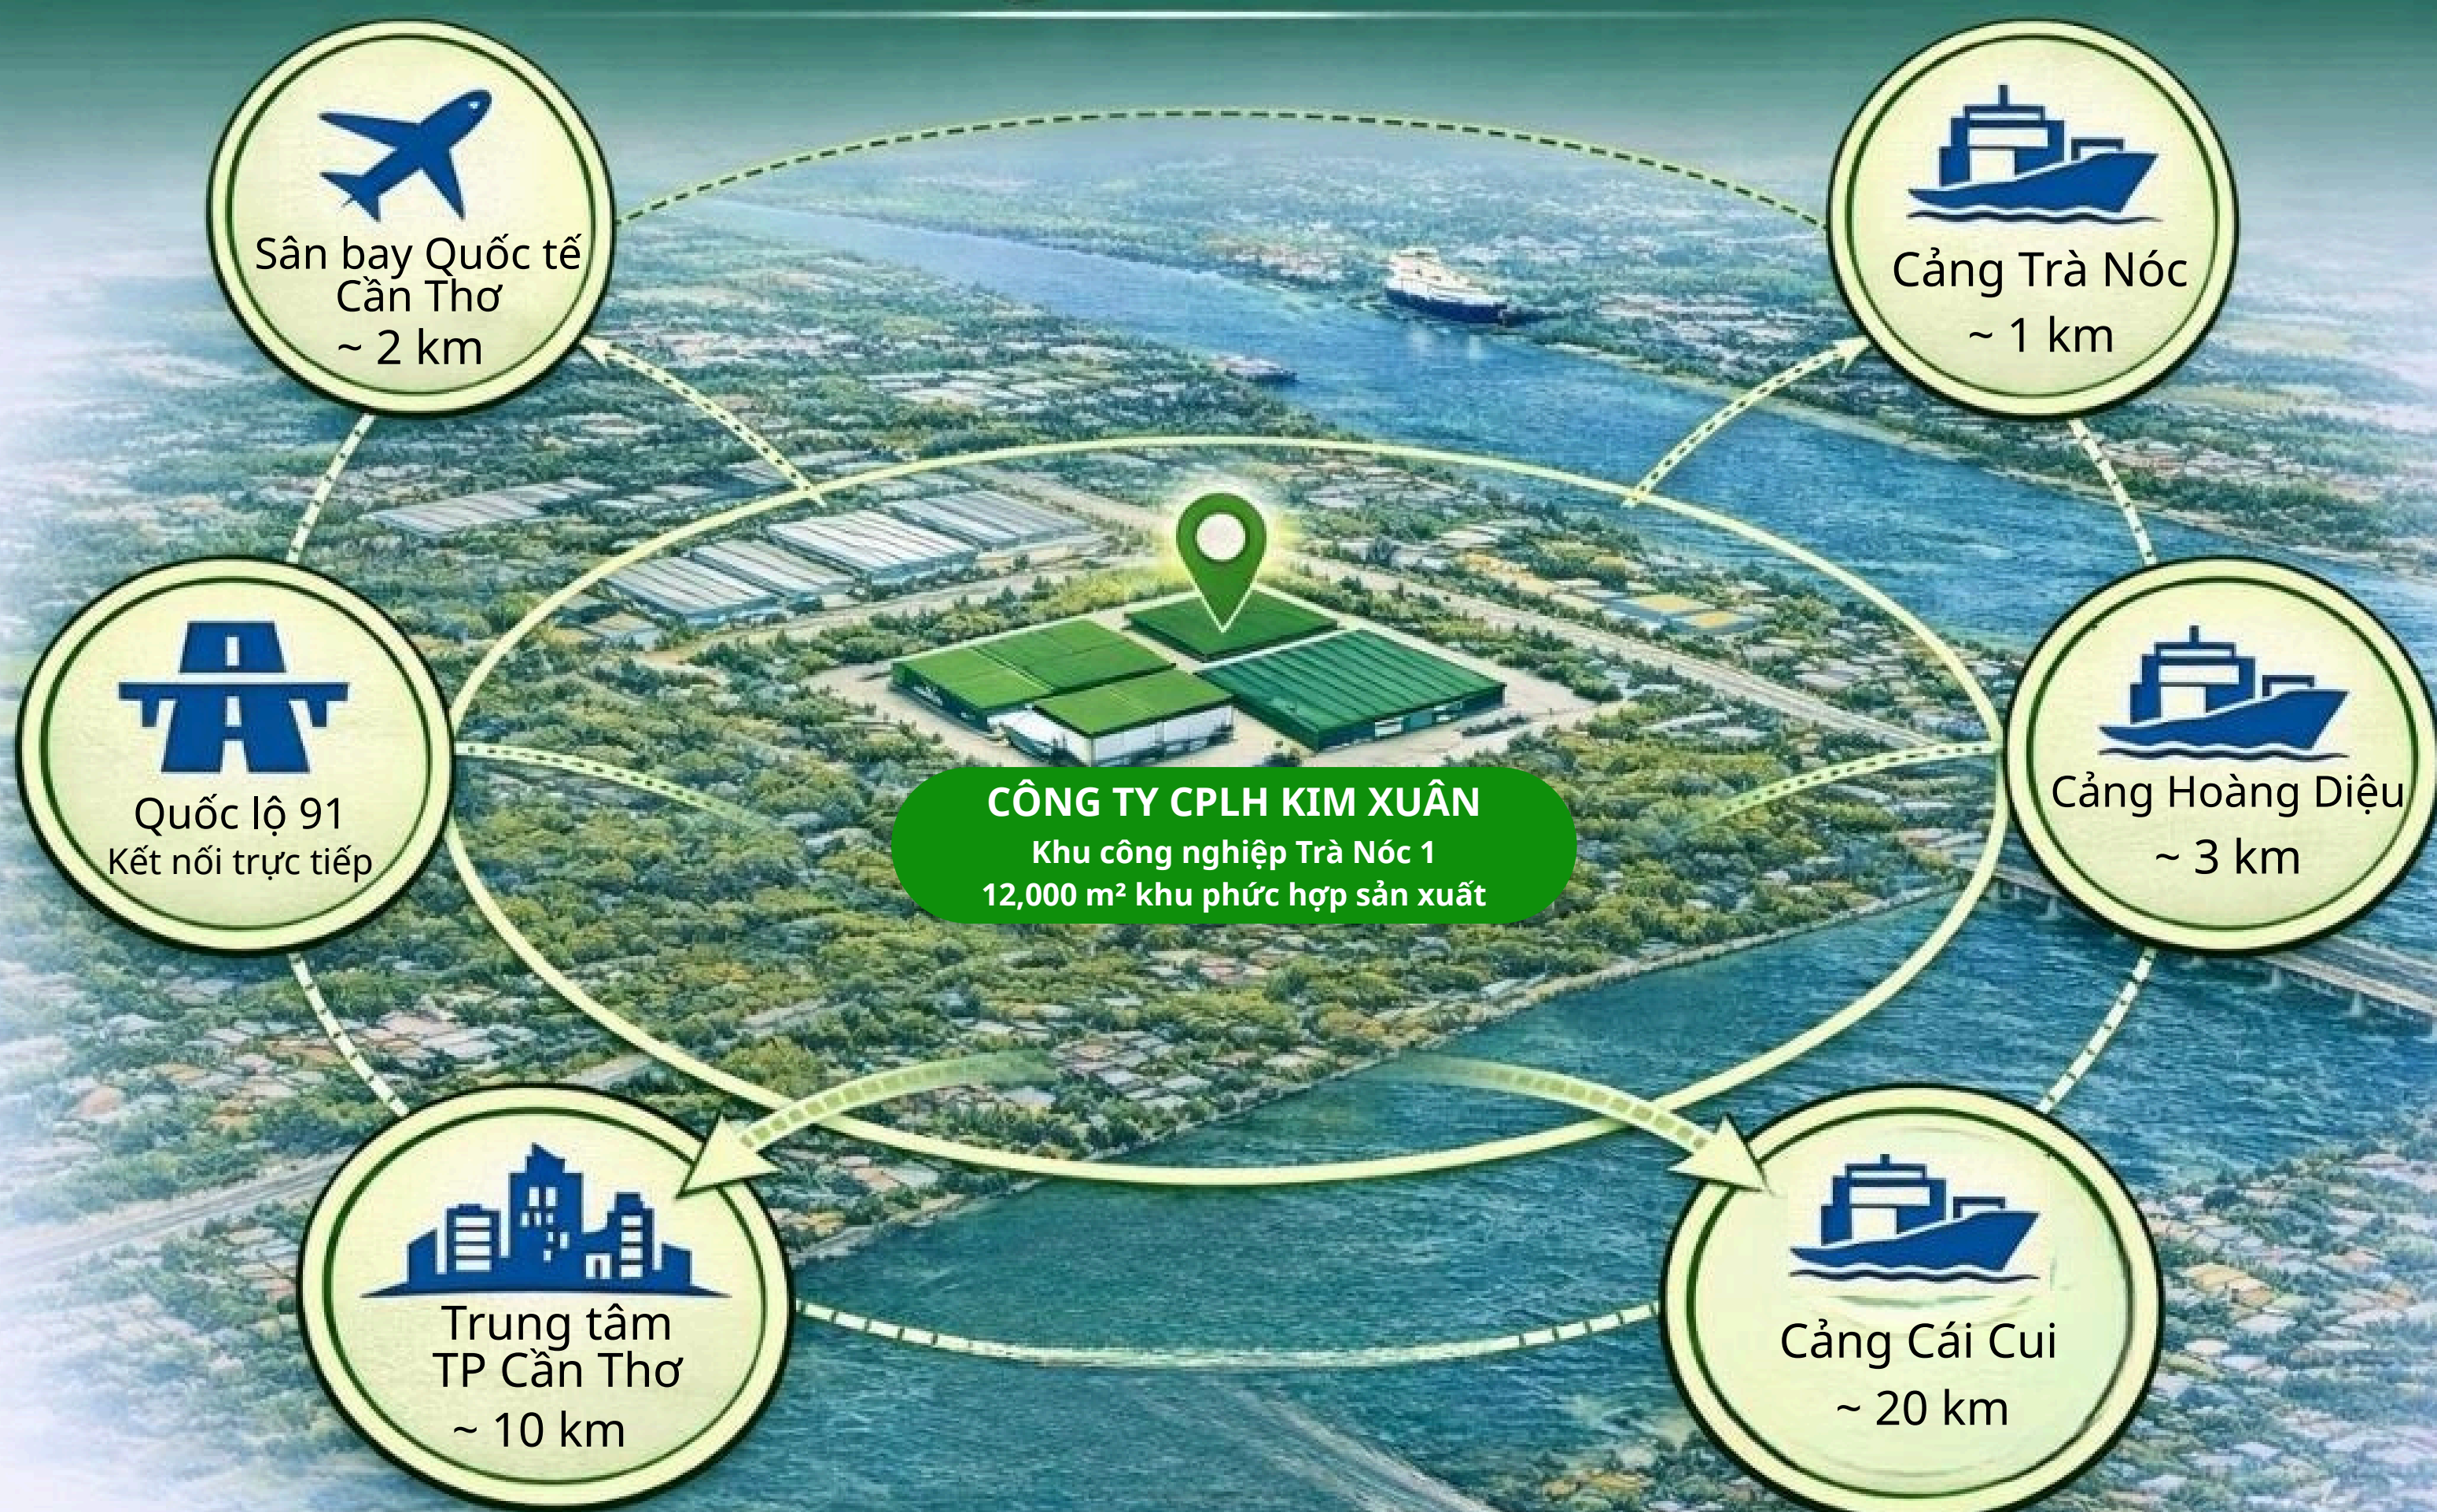 Sân bay Quốc tế
Cần Thơ
~ 2 km
Cảng Trà Nóc
~ 1 km
Quốc lộ 91
Kết nối trực tiếp
CÔNG TY CPLH KIM XUÂN
Khu công nghiệp Trà Nóc 1
12,000 m² khu phức hợp sản xuất
Cảng Hoàng Diệu
~ 3 km
Trung tâm
TP Cần Thơ
~ 10 km
Cảng Cái Cui
~ 20 km